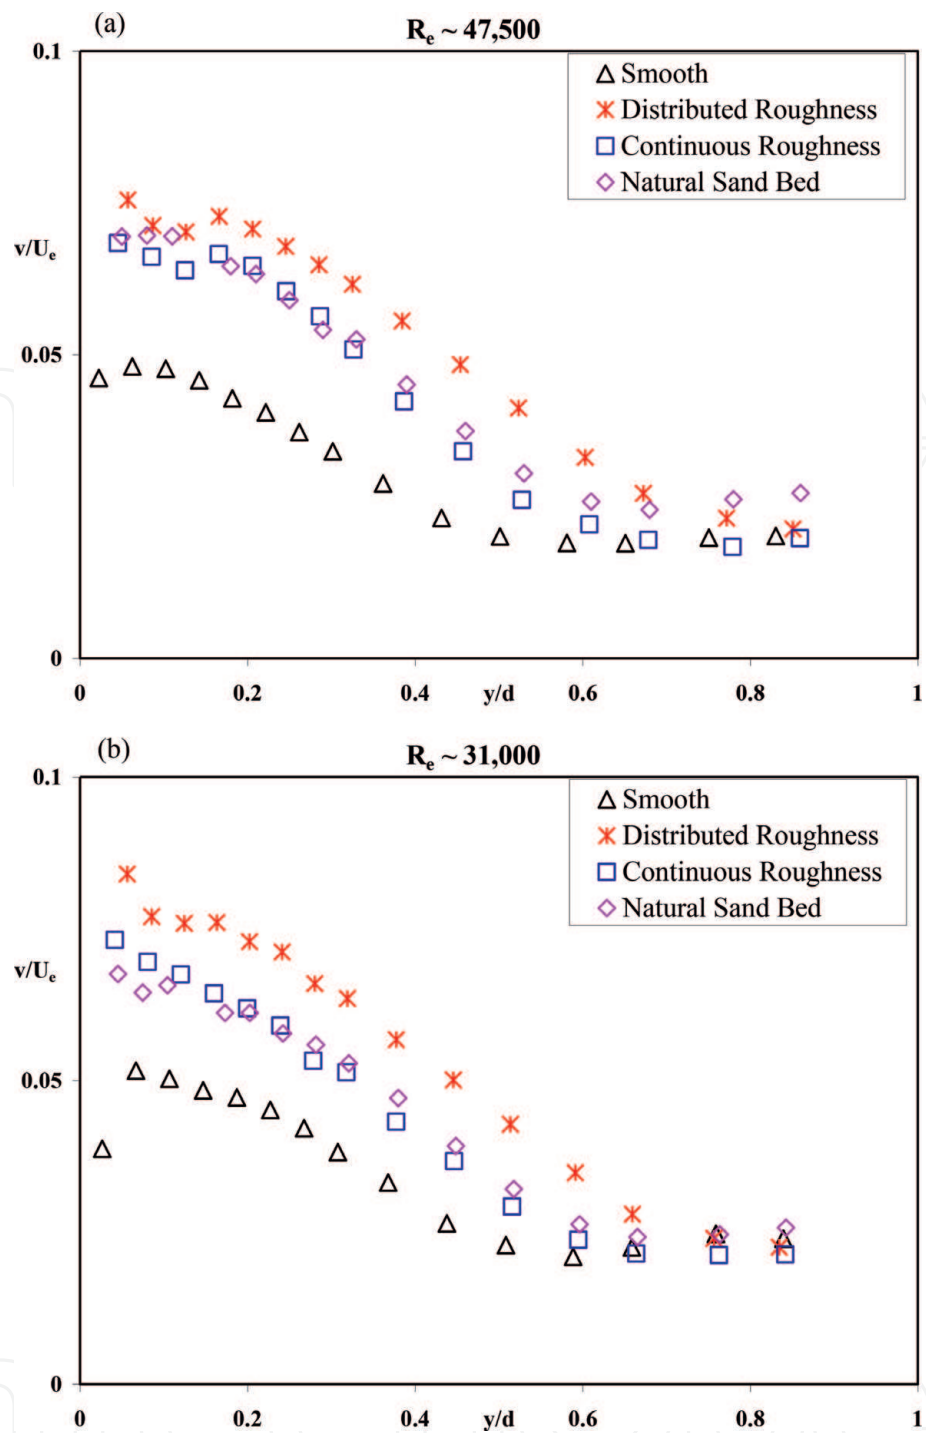 (a)
Rₑ ~ 47,500
0.1
Smooth
Distributed Roughness
Continuous Roughness
Natural Sand Bed
v/Uₑ
0.05
0
0 0.2 0.4 y/d 0.6 0.8 1
(b)
Rₑ ~ 31,000
0.1
Smooth
Distributed Roughness
Continuous Roughness
Natural Sand Bed
v/Uₑ
0.05
0
0 0.2 0.4 y/d 0.6 0.8 1